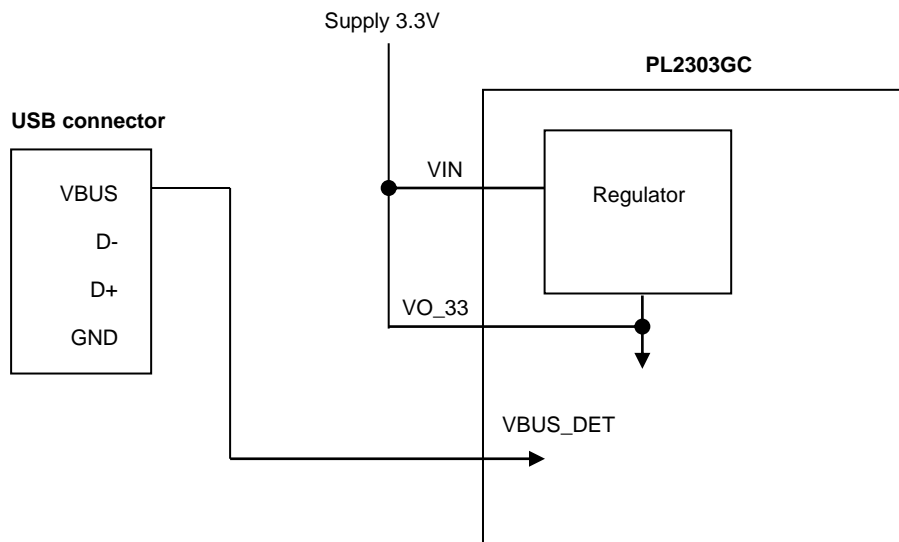 Supply 3.3V
PL2303GC
USB connector
VIN
VBUS
Regulator
D-
D+
VO_33
GND
VBUS_DET